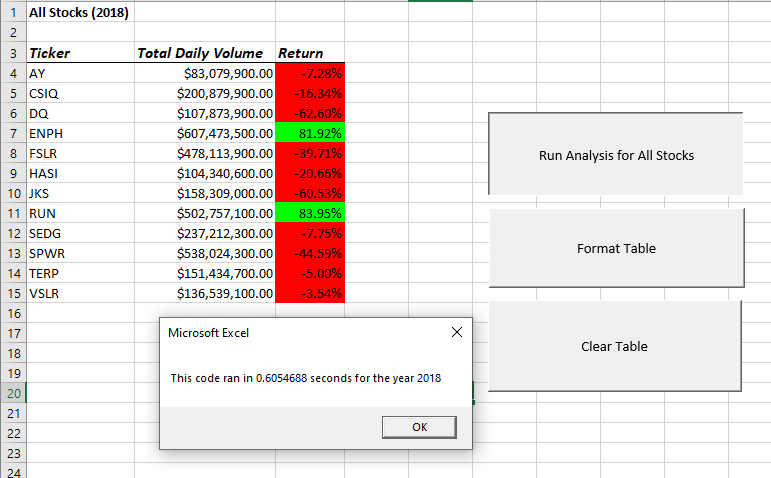 1 All Stocks (2018)
2
3 Ticker Total Daily Volume Return
4 AY $83,079,900.00 -7.28%
5 CSIQ $200,879,900.00 -16.34%
6 DQ $107,873,900.00 -62.60%
7 ENPH $607,473,500.00 81.92%
8 FSLR $478,113,900.00 -39.71%
9 HASI $104,340,600.00 -20.66%
10 JKS $158,309,000.00 -60.53%
11 RUN $502,757,100.00 83.95%
12 SEDG $237,212,300.00 -7.75%
13 SPWR $538,024,300.00 -44.59%
14 TERP $151,434,700.00 -5.00%
15 VSLR $136,539,100.00 -3.54%
16
17
18
19
20
21
22
23
24
Run Analysis for All Stocks
Format Table
Clear Table
Microsoft Excel
This code ran in 0.6054688 seconds for the year 2018
OK